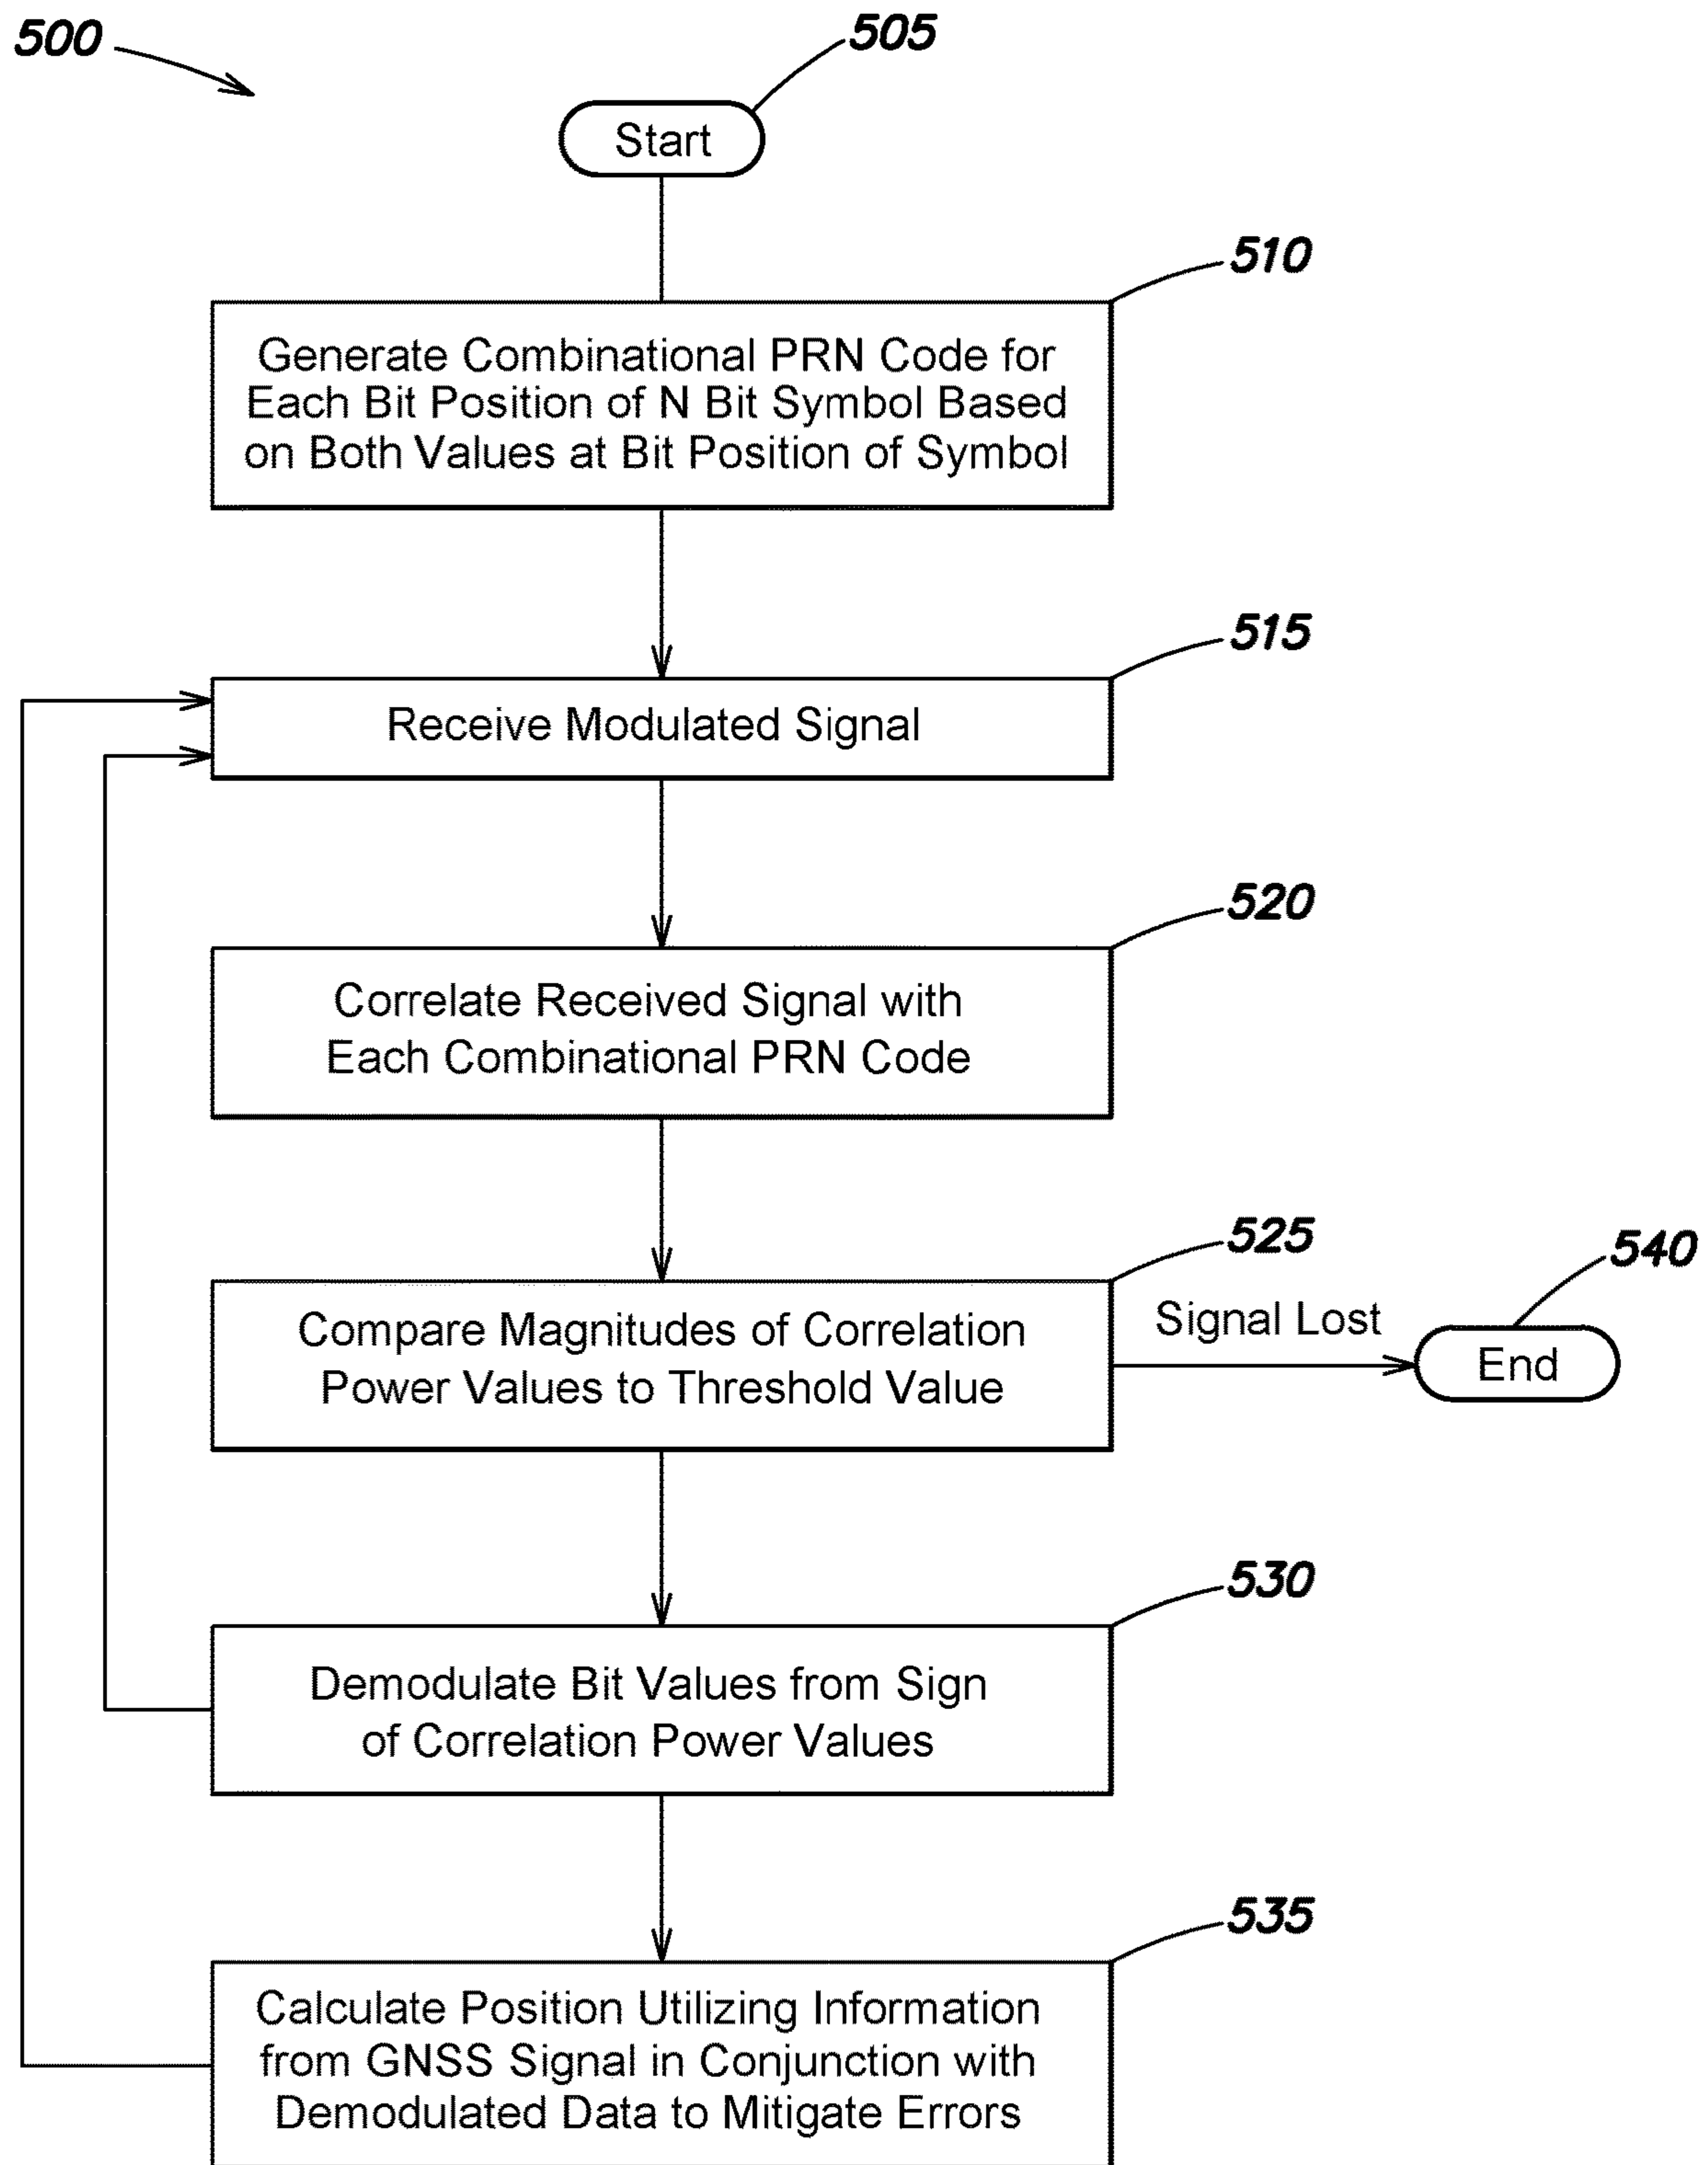 500
505
Start
510
Generate Combinational PRN Code for
Each Bit Position of N Bit Symbol Based
on Both Values at Bit Position of Symbol
515
Receive Modulated Signal
520
Correlate Received Signal with
Each Combinational PRN Code
525
Compare Magnitudes of Correlation
Power Values to Threshold Value
Signal Lost
540
End
530
Demodulate Bit Values from Sign
of Correlation Power Values
535
Calculate Position Utilizing Information
from GNSS Signal in Conjunction with
Demodulated Data to Mitigate Errors